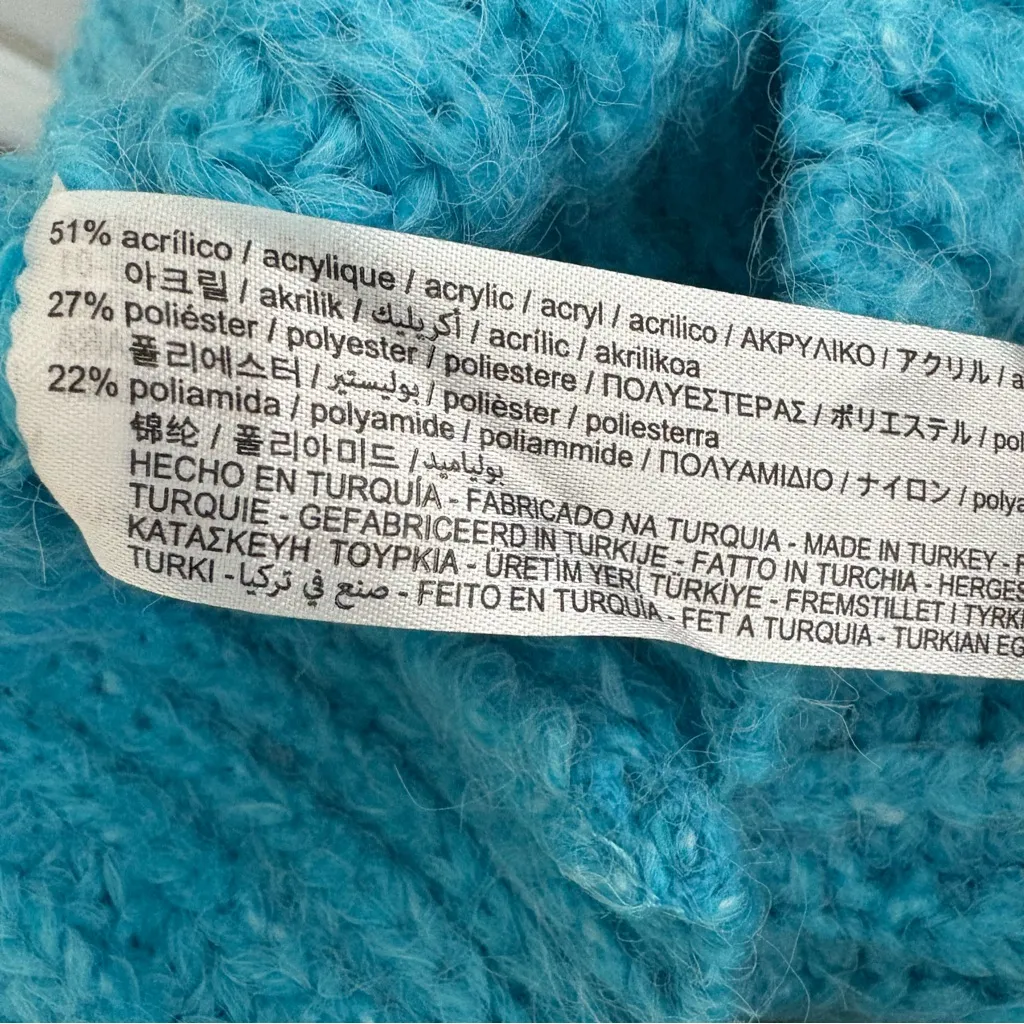 51% acrílico / acrylique / acrylic / acryl / acrilico / ΑΚΡΥΛΙΚΟ / アクリル /
아크릴 / akrilik / أكريليك / acrílic / akrilikoa
27% poliéster / polyester / poliestere / ΠΟΛΥΕΣΤΕΡΑΣ / ポリエステル /
폴리에스터 / بوليستير / polièster / poliesterra
22% poliamida / polyamide / poliammide / ΠΟΛΥΑΜΙΔΙΟ / ナイロン /
锦纶 / 폴리아미드 / بولياميد
HECHO EN TURQUÍA - FABRICADO NA TURQUIA - MADE IN TURKEY -
TURQUIE - GEFABRICEERD IN TURKIJE - FATTO IN TURCHIA -
ΚΑΤΑΣΚΕΥΗ ΤΟΥΡΚΙΑ - ÜRETİM YERİ TÜRKİYE - FREMSTILLET I
TURKI - صنع في تركيا - FEITO EN TURQUÍA - FET A TURQUIA - TURKIAN